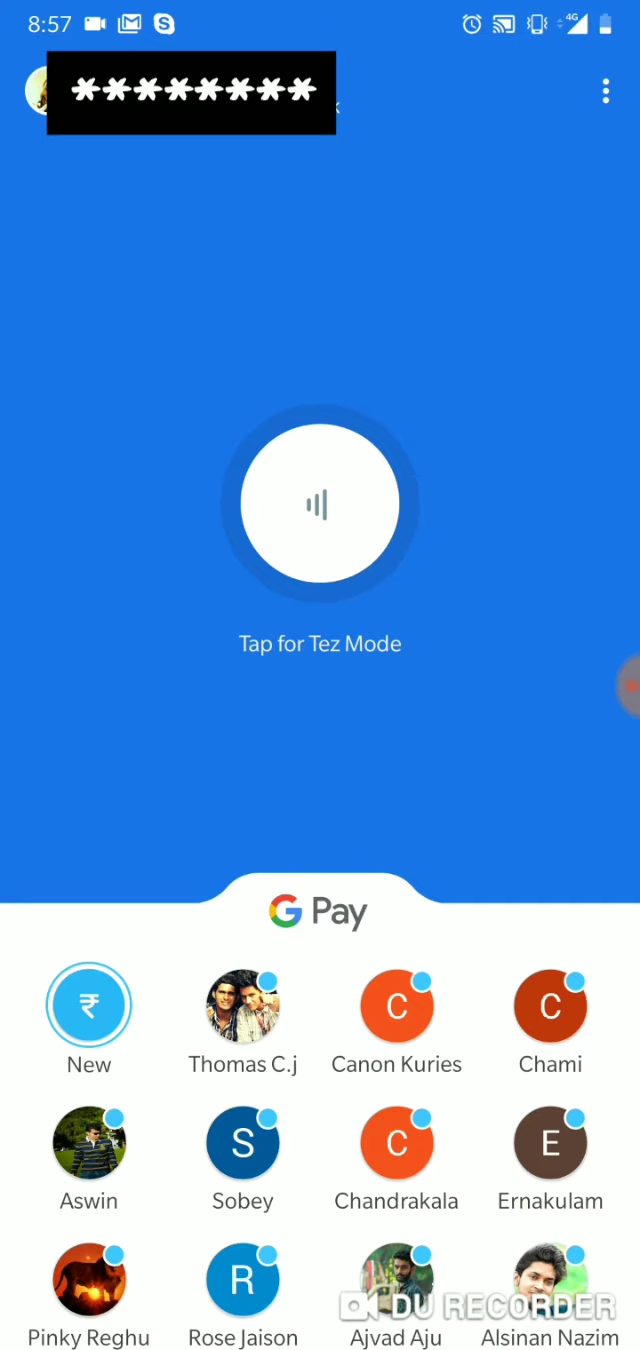 8:57 4G
********
k
Tap for Tez Mode
G Pay
₹ C C
New Thomas C.j Canon Kuries Chami
S C E
Aswin Sobey Chandrakala Ernakulam
R
DU RECORDER
Pinky Reghu Rose Jaison Ajvad Aju Alsinan Nazim